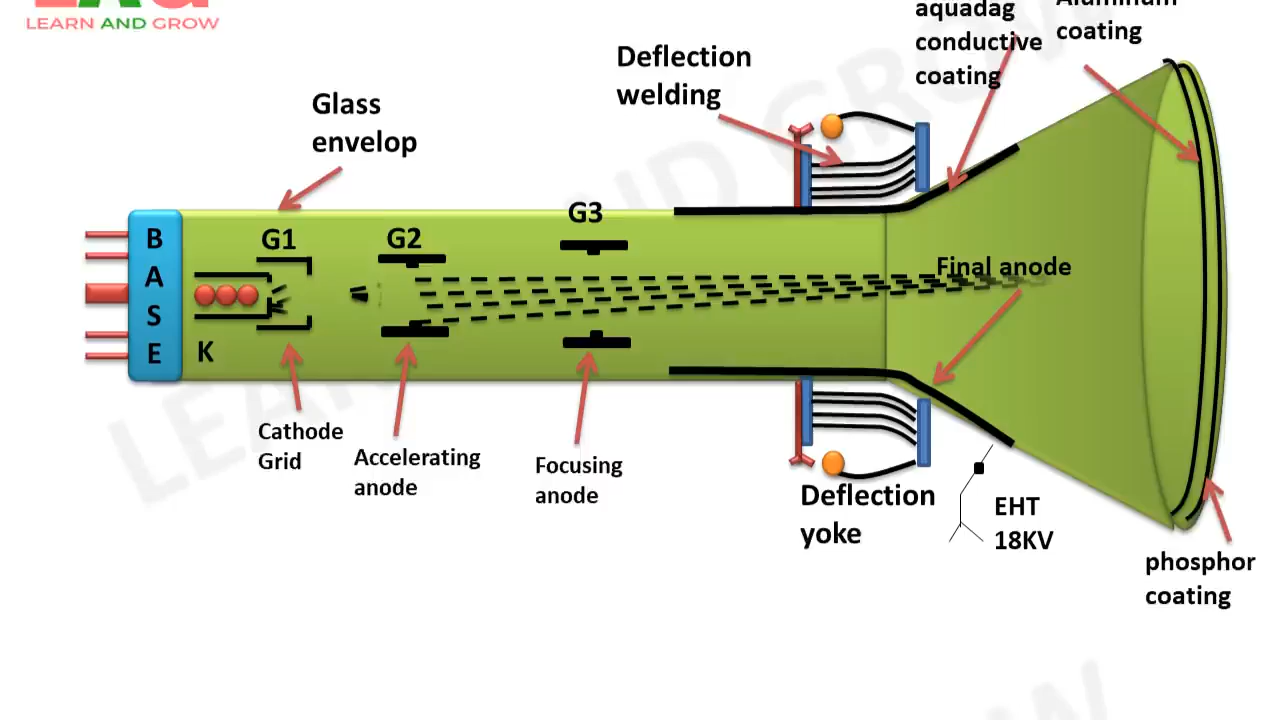 LEARN AND GROW
aquadag
conductive
coating
Aluminum
coating
Deflection
welding
Glass
envelop
G1
G2
G3
B
A
S
E
K
Final anode
Cathode
Grid
Accelerating
anode
Focusing
anode
Deflection
yoke
EHT
18KV
phosphor
coating